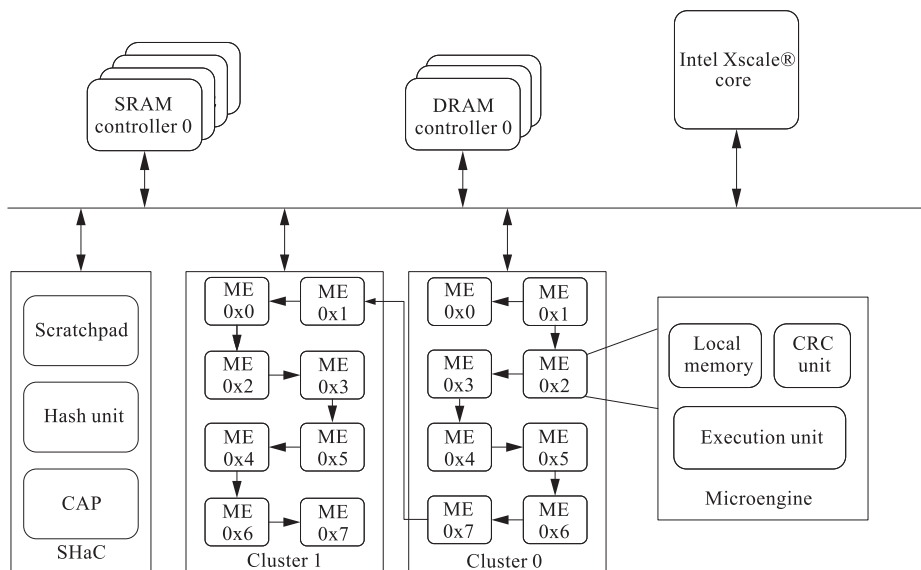 SRAM
controller 0
DRAM
controller 0
Intel Xscale®
core
Scratchpad
Hash unit
CAP
SHaC
ME
0x0
ME
0x1
ME
0x2
ME
0x3
ME
0x4
ME
0x5
ME
0x6
ME
0x7
Cluster 1
ME
0x0
ME
0x1
ME
0x3
ME
0x2
ME
0x4
ME
0x5
ME
0x7
ME
0x6
Cluster 0
Local
memory
CRC
unit
Execution unit
Microengine